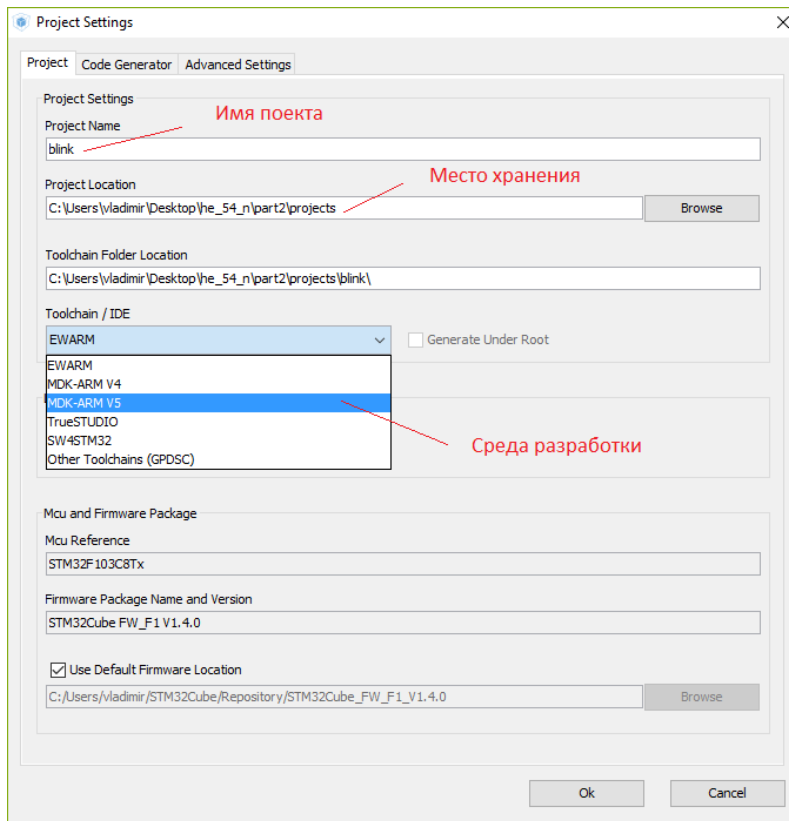 Project Settings
Project Code Generator Advanced Settings
Project Settings
Имя поекта
Project Name
blink
Место хранения
Project Location
C:\Users\vladimir\Desktop\he_54_n\part2\projects Browse
Toolchain Folder Location
C:\Users\vladimir\Desktop\he_54_n\part2\projects\blink\
Toolchain / IDE
EWARM Generate Under Root
EWARM
MDK-ARM V4
MDK-ARM V5
TrueSTUDIO
SW4STM32
Среда разработки
Other Toolchains (GPDSC)
Mcu and Firmware Package
Mcu Reference
STM32F103C8Tx
Firmware Package Name and Version
STM32Cube FW_F1 V1.4.0
Use Default Firmware Location
C:/Users/vladimir/STM32Cube/Repository/STM32Cube_FW_F1_V1.4.0 Browse
Ok Cancel